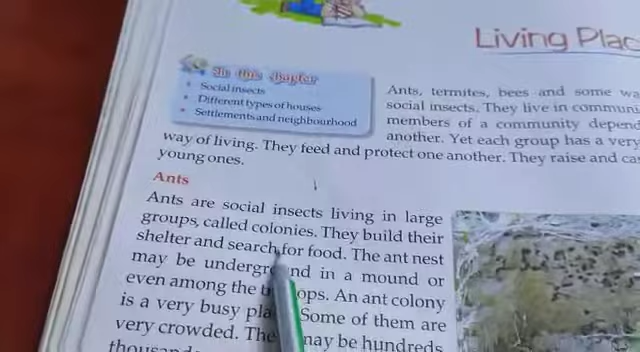 Living Plac
In this chapter
• Social insects
• Different types of houses
• Settlements and neighbourhood
Ants, termites, bees and some wa
social insects. They live in commun
members of a community depend
another. Yet each group has a very
way of living. They feed and protect one another. They raise and ca
young ones.
Ants
Ants are social insects living in large
groups, called colonies. They build their
shelter and search for food. The ant nest
may be underground in a mound or
even among the ops. An ant colony
is a very busy pla Some of them are
very crowded. The may be hundreds